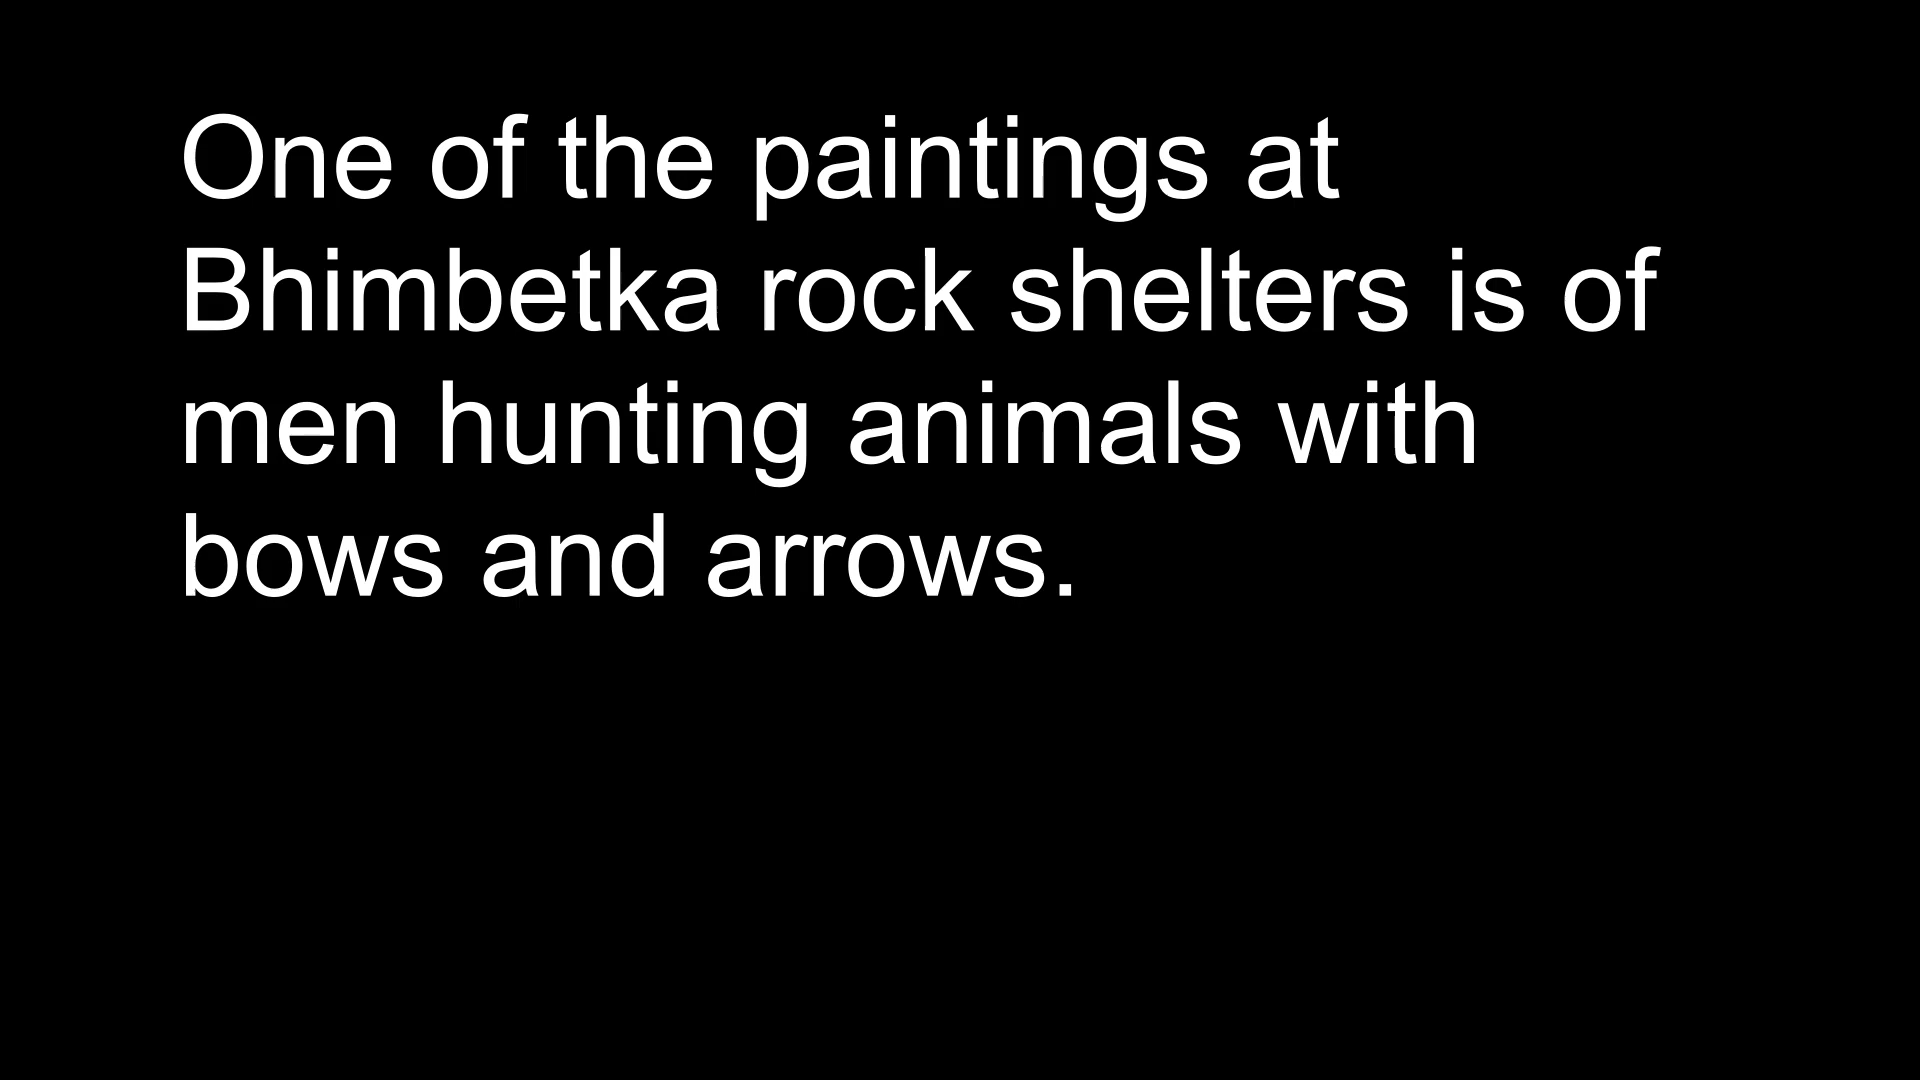 One of the paintings at
Bhimbetka rock shelters is of
men hunting animals with
bows and arrows.